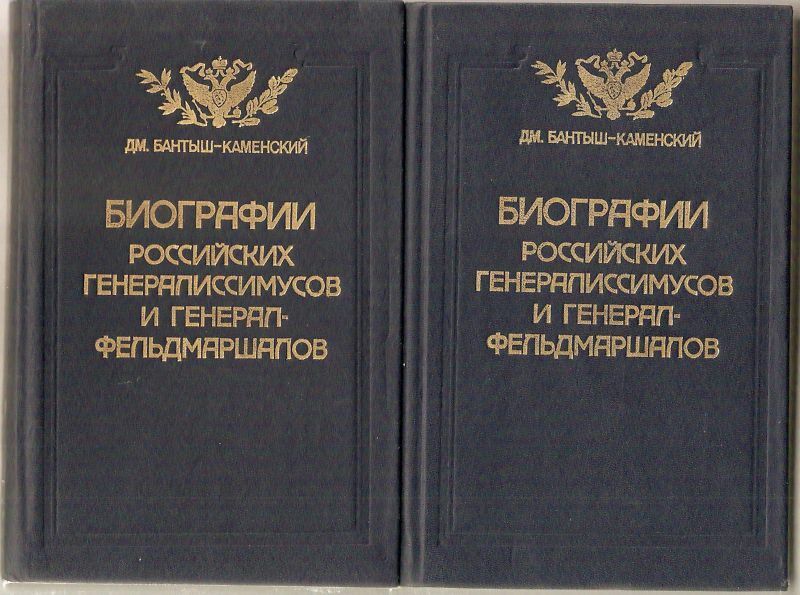 ДМ. БАНТЫШ-КАМЕНСКИЙ
БИОГРАФИИ
РОССИЙСКИХ
ГЕНЕРАЛИССИМУСОВ
И ГЕНЕРАЛ-
ФЕЛЬДМАРШАЛОВ
ДМ. БАНТЫШ-КАМЕНСКИЙ
БИОГРАФИИ
РОССИЙСКИХ
ГЕНЕРАЛИССИМУСОВ
И ГЕНЕРАЛ-
ФЕЛЬДМАРШАЛОВ